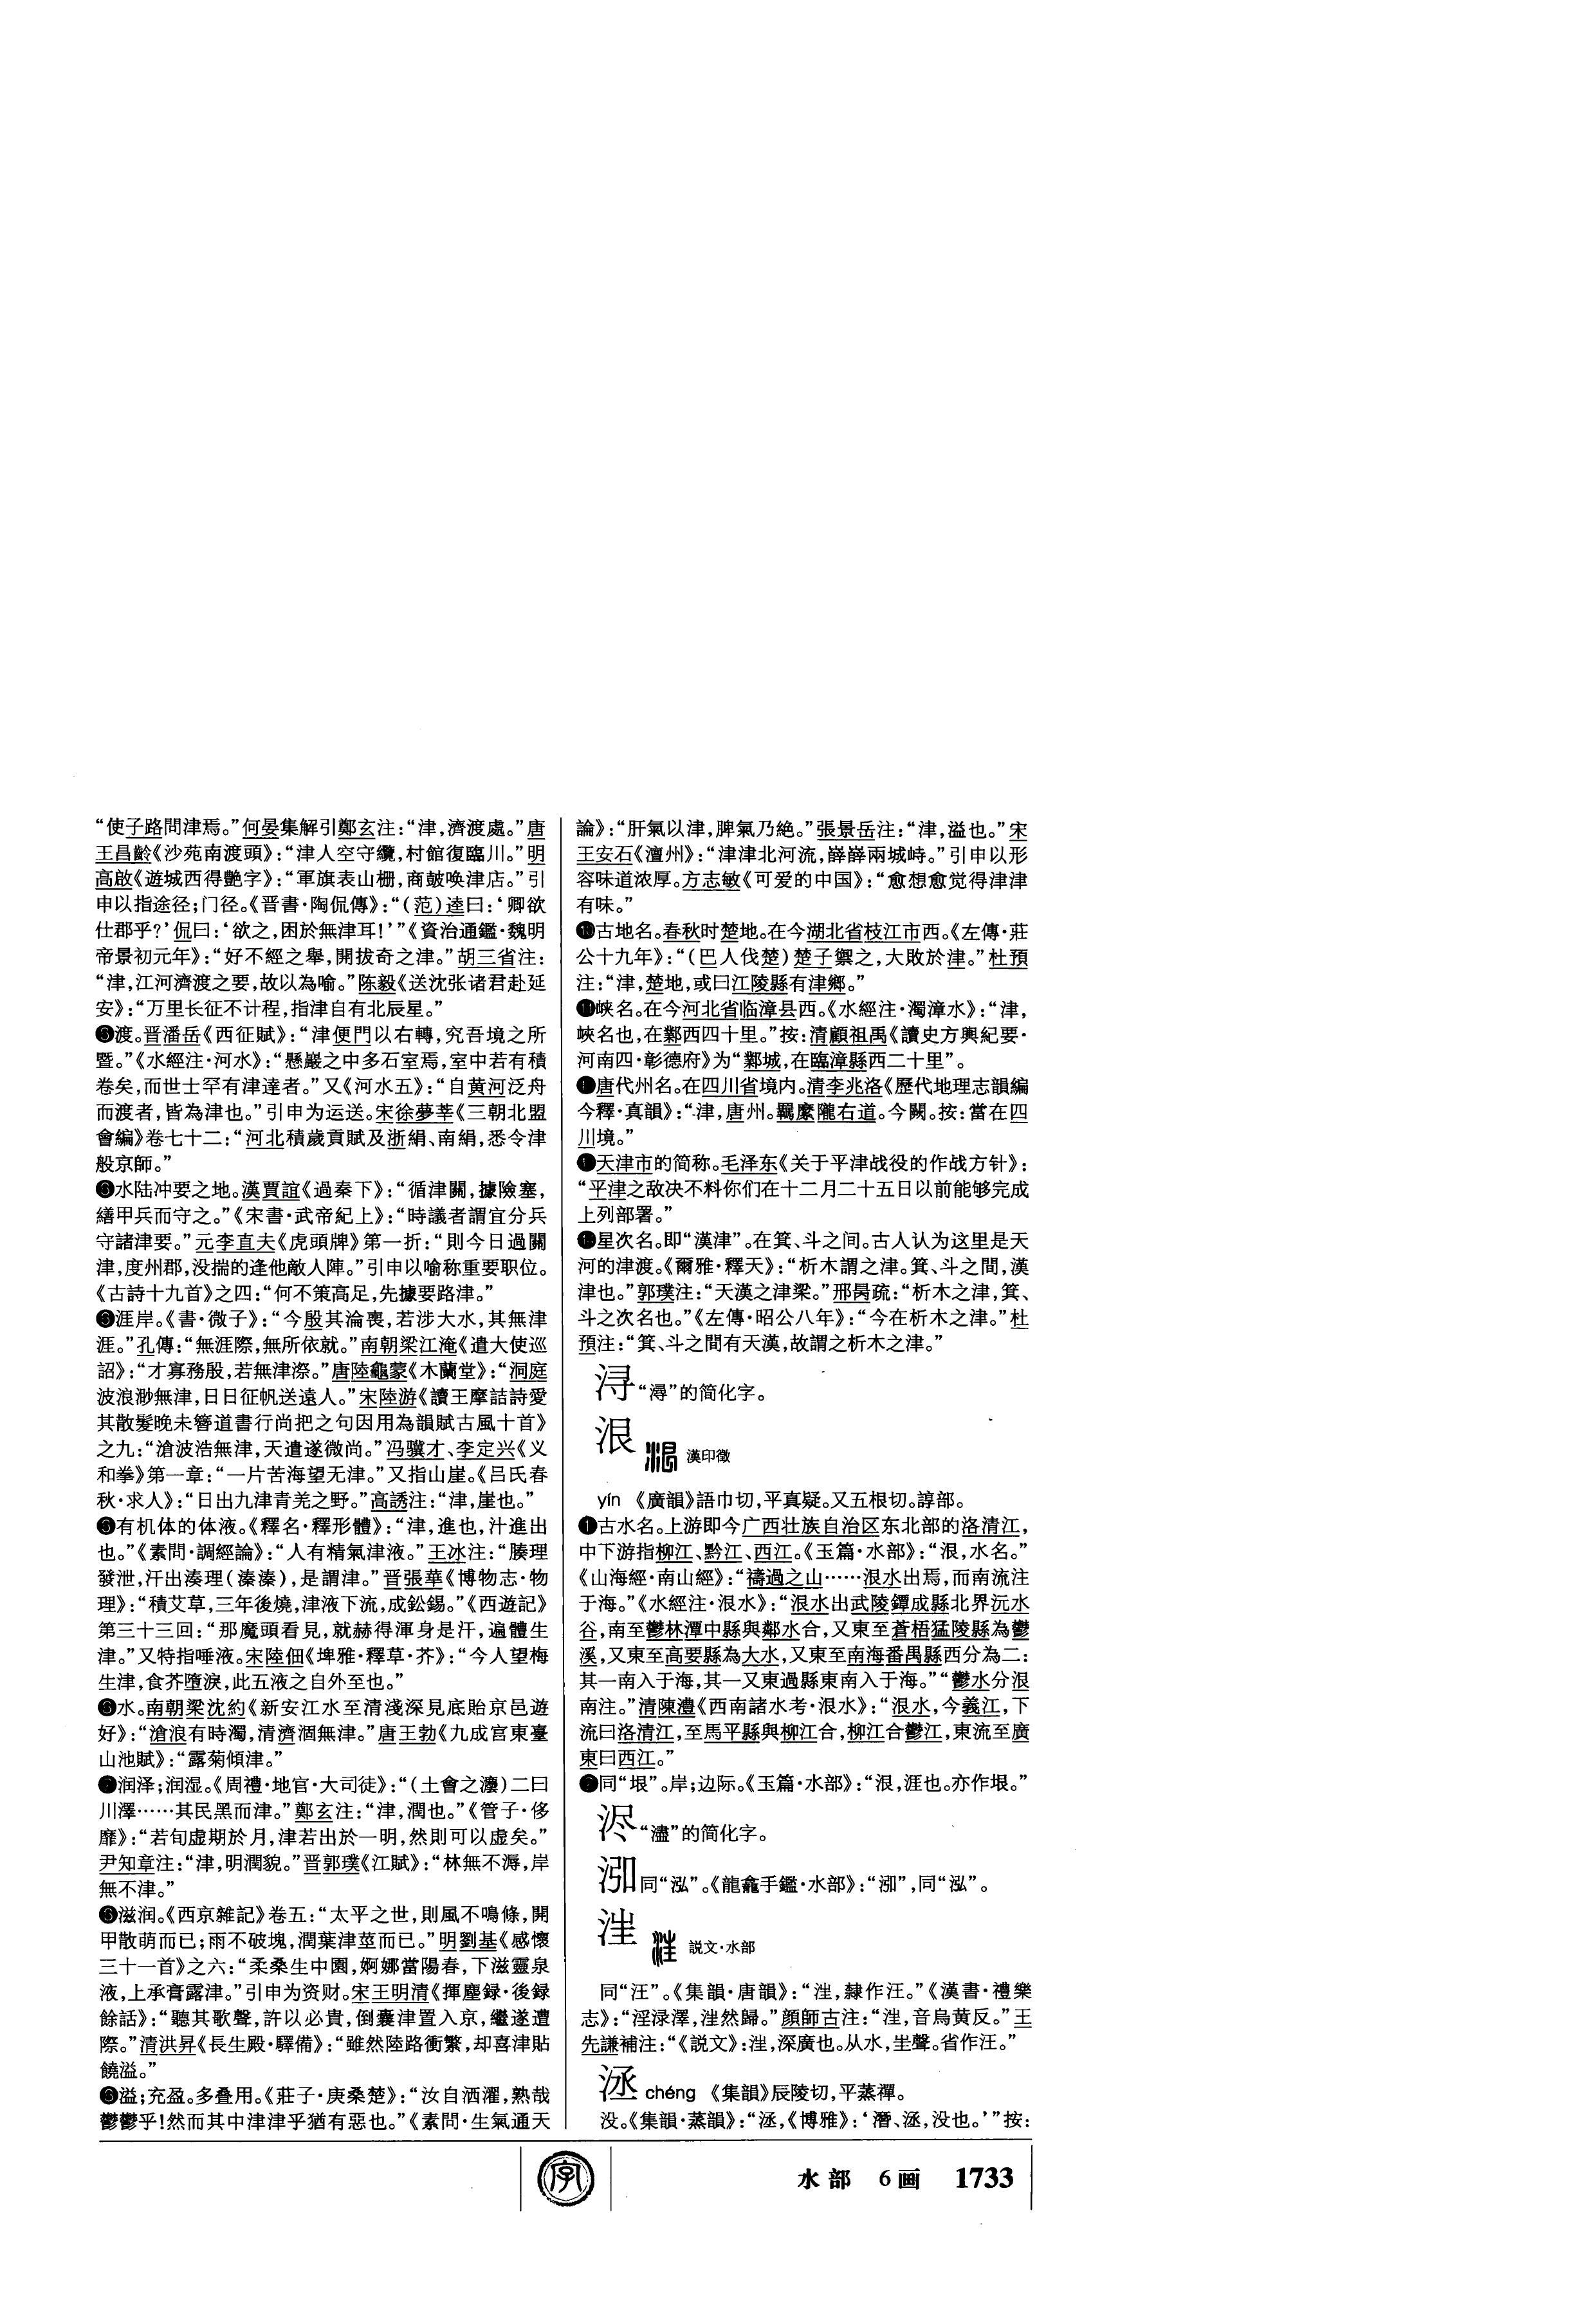 “使子路問津焉。”何晏集解引鄭玄注：“津，濟渡處。”唐
王昌齡《沙苑南渡頭》：“津人空守纜，村館復臨川。”明
高啟《遊城西得艷字》：“軍旗表山栅，商皷唤津店。”引
申以指途径；门径。《晋書·陶侃傳》：“(范)逵曰：‘卿欲
仕郡乎？’侃曰：‘欲之，困於無津耳！’”《資治通鑑·魏明
帝景初元年》：“好不經之舉，開拔奇之津。”胡三省注：
“津，江河濟渡之要，故以為喻。”陈毅《送沈张诸君赴延
安》：“万里长征不计程，指津自有北辰星。”
渡。晋潘岳《西征賦》：“津便門以右轉，究吾境之所
暨。”《水經注·河水》：“懸巖之中多石室焉，室中若有積
卷矣，而世士罕有津達者。”又《河水五》：“自黄河泛舟
而渡者，皆為津也。”引申为运送。宋徐夢莘《三朝北盟
會編》卷七十二：“河北積歲貢賦及浙絹、南絹，悉令津
般京師。”
水陆冲要之地。漢賈誼《過秦下》：“循津關，據險塞，
繕甲兵而守之。”《宋書·武帝紀上》：“時議者謂宜分兵
守諸津要。”元李直夫《虎頭牌》第一折：“則今日過關
津，度州郡，没揣的逢他敵人陣。”引申以喻称重要职位。
《古詩十九首》之四：“何不策高足，先據要路津。”
涯岸。《書·微子》：“今殷其淪喪，若涉大水，其無津
涯。”孔傳：“無涯際，無所依就。”南朝梁江淹《遣大使巡
詔》：“才寡務殷，若無津漈。”唐陸龜蒙《木蘭堂》：“洞庭
波浪渺無津，日日征帆送遠人。”宋陸游《讀王摩詰詩愛
其散髮晚未簪道書行尚把之句因用為韻賦古風十首》
之九：“滄波浩無津，天遣遂微尚。”冯骥才、李定兴《义
和拳》第一章：“一片苦海望无津。”又指山崖。《吕氏春
秋·求人》：“日出九津青羌之野。”高誘注：“津，崖也。”
有机体的体液。《釋名·釋形體》：“津，進也，汁進出
也。”《素問·調經論》：“人有精氣津液。”王冰注：“腠理
發泄，汗出湊理(溱溱)，是謂津。”晋張華《博物志·物
理》：“積艾草，三年後燒，津液下流，成鈆錫。”《西遊記》
第三十三回：“那魔頭看見，就赫得渾身是汗，遍體生
津。”又特指唾液。宋陸佃《埤雅·釋草·芥》：“今人望梅
生津，食芥墮淚，此五液之自外至也。”
水。南朝梁沈約《新安江水至清淺深見底貽京邑遊
好》：“滄浪有時濁，清濟涸無津。”唐王勃《九成宫東臺
山池賦》：“露菊傾津。”
润泽；润湿。《周禮·地官·大司徒》：“(土會之灋)二曰
川澤……其民黑而津。”鄭玄注：“津，潤也。”《管子·侈
靡》：“若旬虚期於月，津若出於一明，然則可以虚矣。”
尹知章注：“津，明潤貌。”晋郭璞《江賦》：“林無不溽，岸
無不津。”
滋润。《西京雜記》卷五：“太平之世，則風不鳴條，開
甲散萌而已；雨不破塊，潤葉津莖而已。”明劉基《感懷
三十一首》之六：“柔桑生中園，婀娜當陽春，下滋靈泉
液，上承膏露津。”引申为资财。宋王明清《揮麈録·後録
餘話》：“聽其歌聲，許以必貴，倒囊津置入京，繼遂遭
際。”清洪昇《長生殿·驛備》：“雖然陸路衝繁，却喜津貼
饒溢。”
溢；充盈。多叠用。《莊子·庚桑楚》：“汝自洒濯，熟哉
鬱鬱乎！然而其中津津乎猶有惡也。”《素問·生氣通天
論》：“肝氣以津，脾氣乃絶。”張景岳注：“津，溢也。”宋
王安石《澶州》：“津津北河流，嶭嶭兩城峙。”引申以形
容味道浓厚。方志敏《可爱的中国》：“愈想愈觉得津津
有味。”
古地名。春秋时楚地。在今湖北省枝江市西。《左傳·莊
公十九年》：“(巴人伐楚)楚子禦之，大敗於津。”杜預
注：“津，楚地，或曰江陵縣有津鄉。”
峡名。在今河北省临漳县西。《水經注·濁漳水》：“津，
峽名也，在鄴西四十里。”按：清顧祖禹《讀史方輿紀要·
河南四·彰德府》为“鄴城，在臨漳縣西二十里”。
唐代州名。在四川省境内。清李兆洛《歷代地理志韻編
今釋·真韻》：“津，唐州。羈縻隴右道。今闕。按：當在四
川境。”
天津市的简称。毛泽东《关于平津战役的作战方针》：
“平津之敌决不料你们在十二月二十五日以前能够完成
上列部署。”
星次名。即“漢津”。在箕、斗之间。古人认为这里是天
河的津渡。《爾雅·釋天》：“析木謂之津。箕、斗之間，漢
津也。”郭璞注：“天漢之津梁。”邢昺疏：“析木之津，箕、
斗之次名也。”《左傳·昭公八年》：“今在析木之津。”杜
預注：“箕、斗之間有天漢，故謂之析木之津。”
浔“潯”的简化字。
泿 漢印徵
yín 《廣韻》語巾切，平真疑。又五根切。諄部。
❶古水名。上游即今广西壮族自治区东北部的洛清江，
中下游指柳江、黔江、西江。《玉篇·水部》：“泿，水名。”
《山海經·南山經》：“禱過之山……泿水出焉，而南流注
于海。”《水經注·泿水》：“泿水出武陵鐔成縣北界沅水
谷，南至鬱林潭中縣與鄰水合，又東至蒼梧猛陵縣為鬱
溪，又東至高要縣為大水，又東至南海番禺縣西分為二：
其一南入于海，其一又東過縣東南入于海。”“鬱水分泿
南注。”清陳澧《西南諸水考·泿水》：“泿水，今義江，下
流曰洛清江，至馬平縣與柳江合，柳江合鬱江，東流至廣
東曰西江。”
❷同“垠”。岸；边际。《玉篇·水部》：“泿，涯也。亦作垠。”
浕“濜”的简化字。
泖同“泓”。《龍龕手鑑·水部》：“”，同“泓”。
洼 説文·水部
同“汪”。《集韻·唐韻》：“，隸作汪。”《漢書·禮樂
志》：“淫渌澤，然歸。”顔師古注：“，音烏黄反。”王
先謙補注：“《説文》：，深廣也。从水，㞷聲。省作汪。”
洆 chéng 《集韻》辰陵切，平蒸禪。
没。《集韻·蒸韻》：“洆，《博雅》：‘潛、洆，没也。’”按：
水部 6画 1733